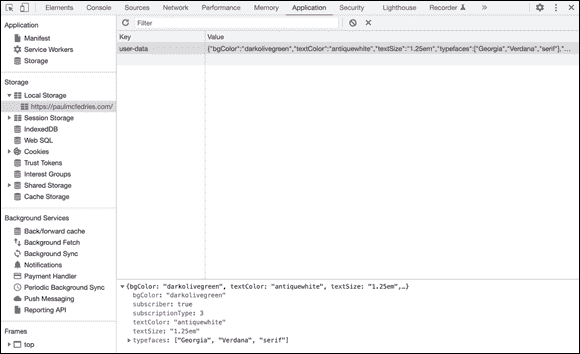 Elements Console Sources Network Performance Memory Application Security Lighthouse Recorder
Application
Manifest
Service Workers
Storage
Storage
Local Storage
https://paulmcfedries.com/
Session Storage
IndexedDB
Web SQL
Cookies
Trust Tokens
Interest Groups
Shared Storage
Cache Storage
Background Services
Back/forward cache
Background Fetch
Background Sync
Notifications
Payment Handler
Periodic Background Sync
Push Messaging
Reporting API
Frames
top
Filter
Key Value
user-data {"bgColor":"darkolivegreen","textColor":"antiquewhite","textSize":"1.25em","typefaces":["Georgia","Verdana","serif"],"…
{bgColor: "darkolivegreen", textColor: "antiquewhite", textSize: "1.25em",…}
bgColor: "darkolivegreen"
subscriber: true
subscriptionType: 3
textColor: "antiquewhite"
textSize: "1.25em"
typefaces: ["Georgia", "Verdana", "serif"]